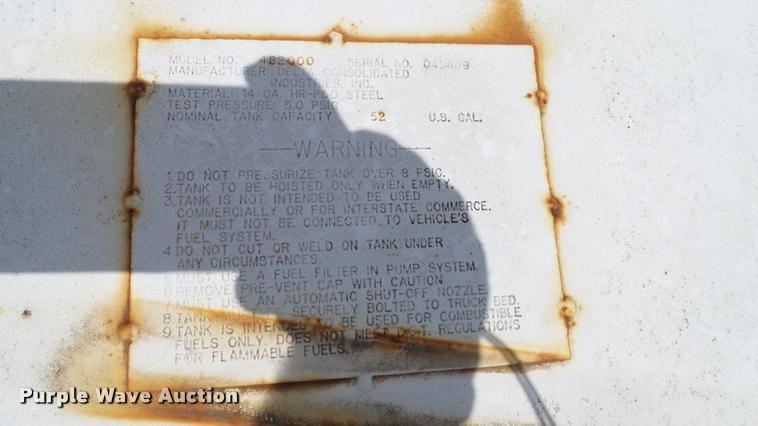 MODEL NO. 482000 SERIAL NO.
MANUFACTURER: DELTA CONSOLIDATED
INDUSTRIES, INC.
MATERIAL: 14 GA. HR-P&O STEEL
TEST PRESSURE: 5.0 PSIG
NOMINAL TANK CAPACITY 52 U.S. GAL.
WARNING
1. DO NOT PRESSURIZE TANK OVER 8 PSIG.
2. TANK TO BE HOISTED ONLY WHEN EMPTY.
3. TANK IS NOT INTENDED TO BE USED
COMMERCIALLY OR FOR INTERSTATE COMMERCE.
IT MUST NOT BE CONNECTED TO VEHICLE'S
FUEL SYSTEM.
4. DO NOT CUT OR WELD ON TANK UNDER
ANY CIRCUMSTANCES.
5. MUST USE A FUEL FILTER IN PUMP SYSTEM.
6. REMOVE PRE-VENT CAP WITH CAUTION.
7. MUST USE AN AUTOMATIC SHUT-OFF NOZZLE.
8. TANK MUST BE SECURELY BOLTED TO TRUCK BED.
9. TANK IS INTENDED TO BE USED FOR COMBUSTIBLE
FUELS ONLY. DOES NOT MEET D.O.T. REGULATIONS
FOR FLAMMABLE FUELS.
Purple Wave Auction